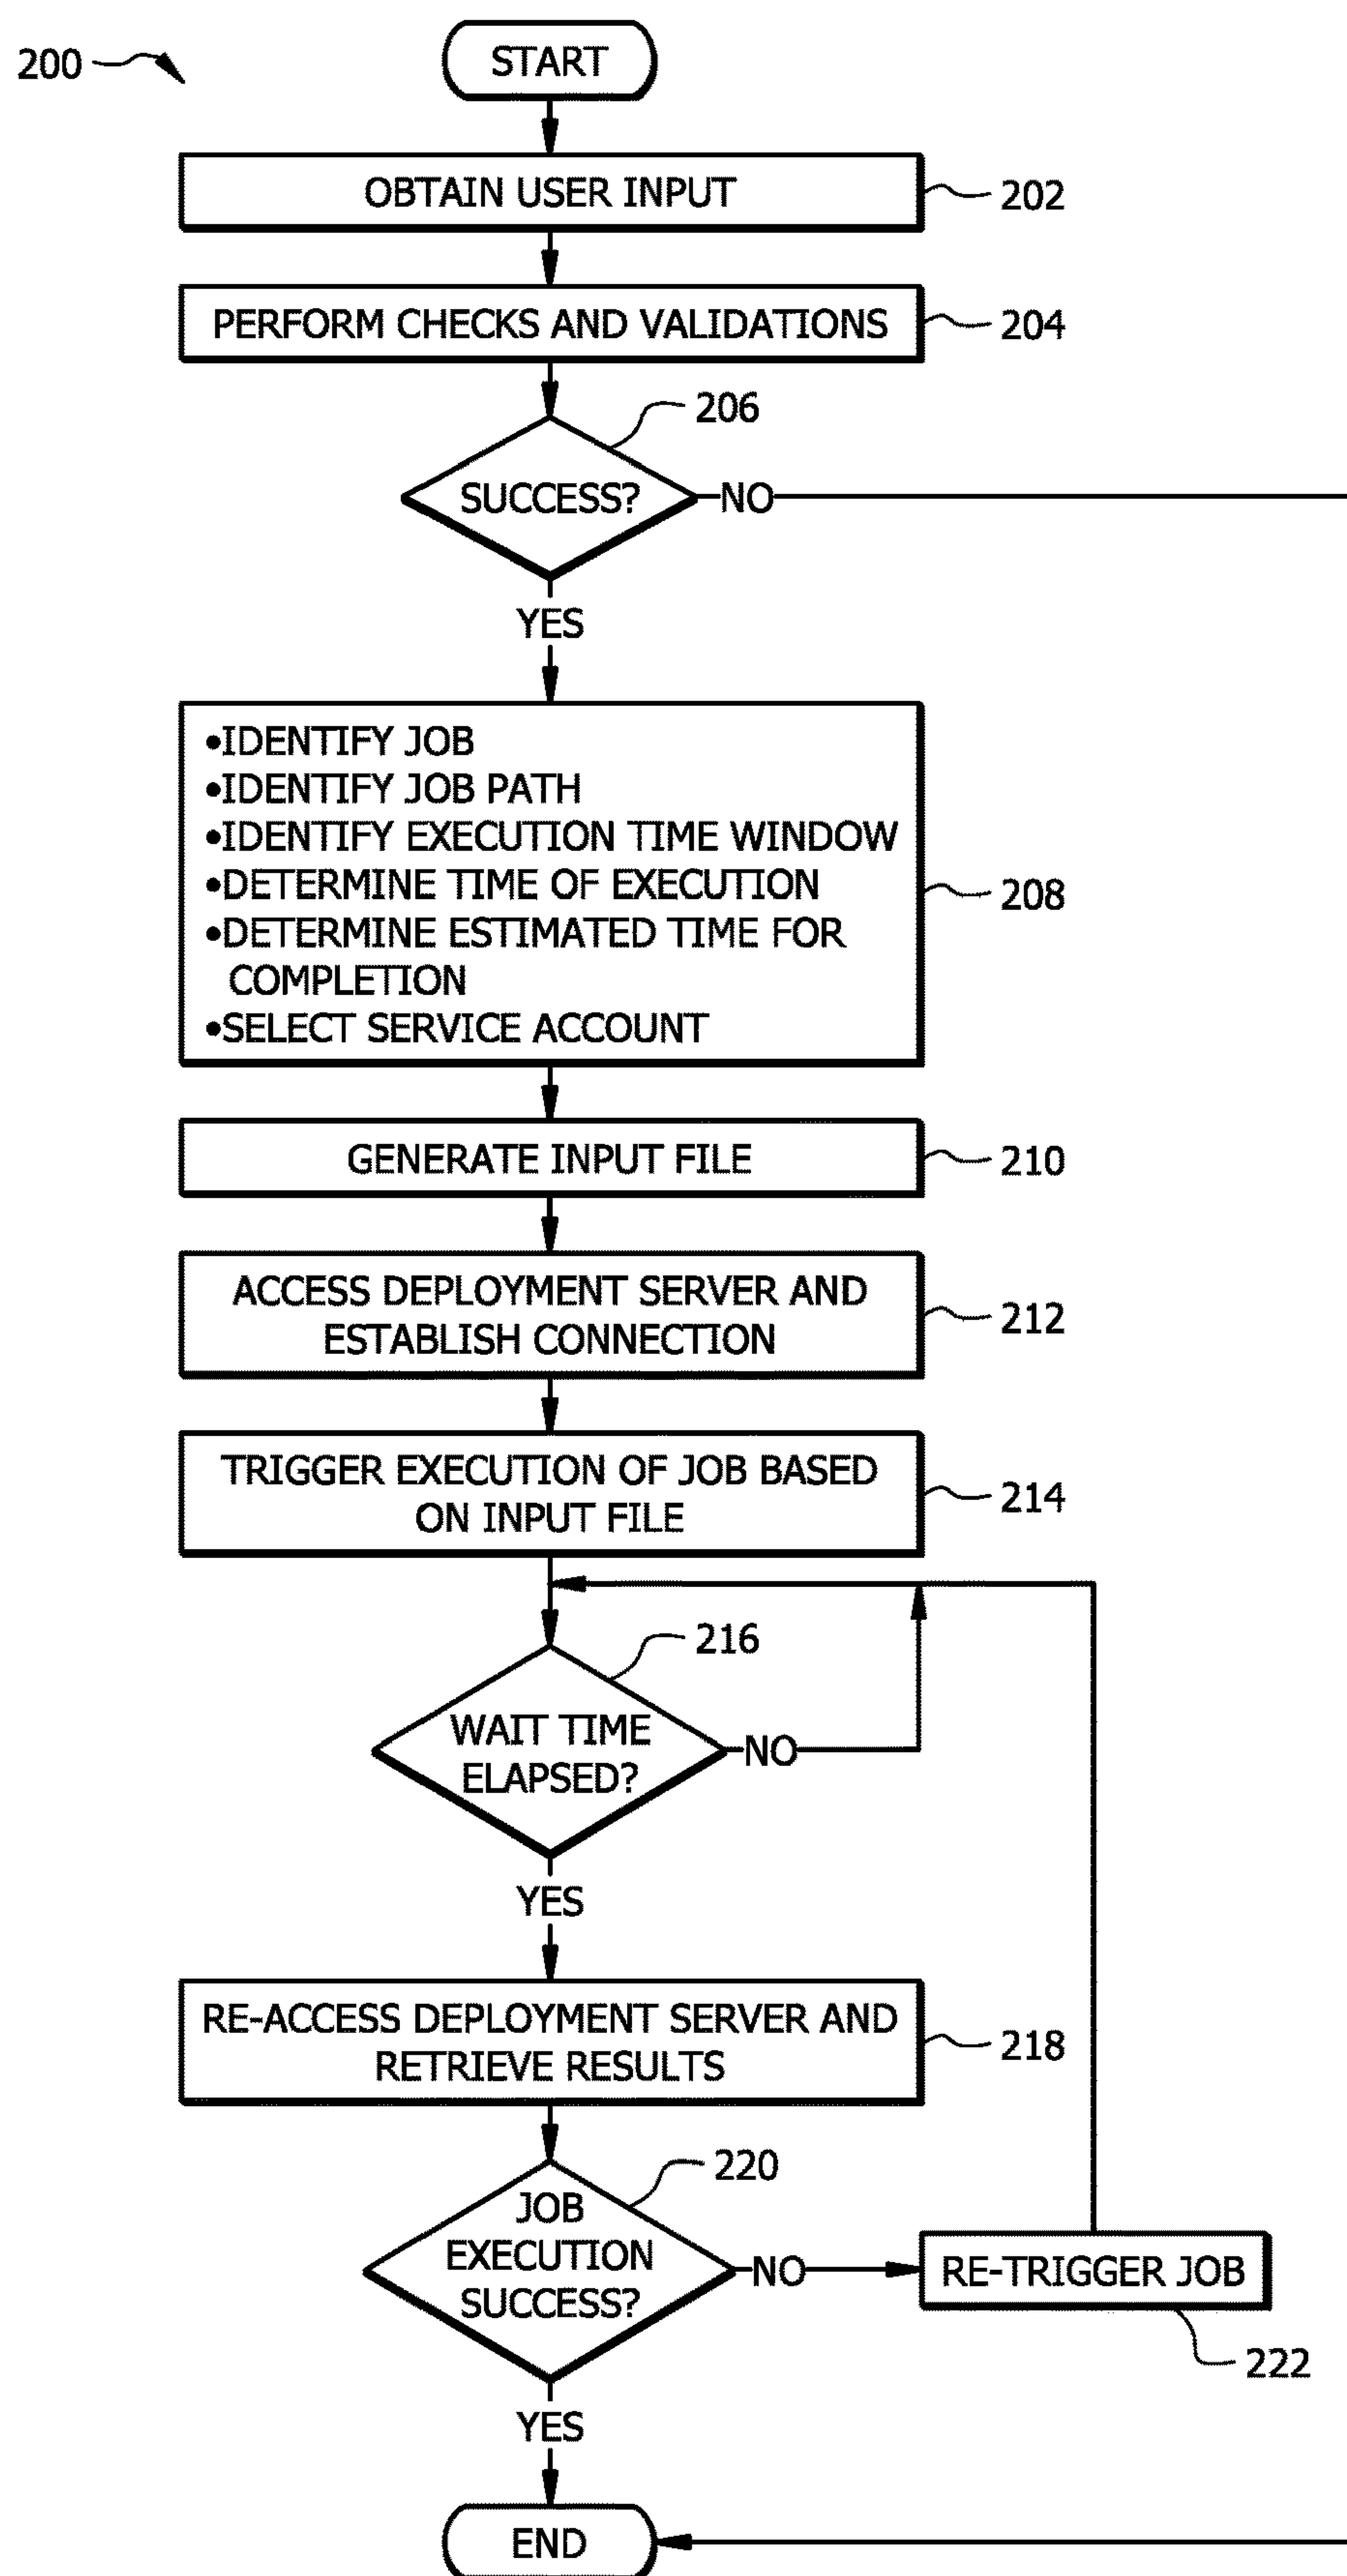 200
START
OBTAIN USER INPUT
202
PERFORM CHECKS AND VALIDATIONS
204
206
SUCCESS?
NO
YES
•IDENTIFY JOB
•IDENTIFY JOB PATH
•IDENTIFY EXECUTION TIME WINDOW
•DETERMINE TIME OF EXECUTION
•DETERMINE ESTIMATED TIME FOR
COMPLETION
•SELECT SERVICE ACCOUNT
208
GENERATE INPUT FILE
210
ACCESS DEPLOYMENT SERVER AND
ESTABLISH CONNECTION
212
TRIGGER EXECUTION OF JOB BASED
ON INPUT FILE
214
216
WAIT TIME
ELAPSED?
NO
YES
RE-ACCESS DEPLOYMENT SERVER AND
RETRIEVE RESULTS
218
220
JOB
EXECUTION
SUCCESS?
NO
RE-TRIGGER JOB
222
YES
END